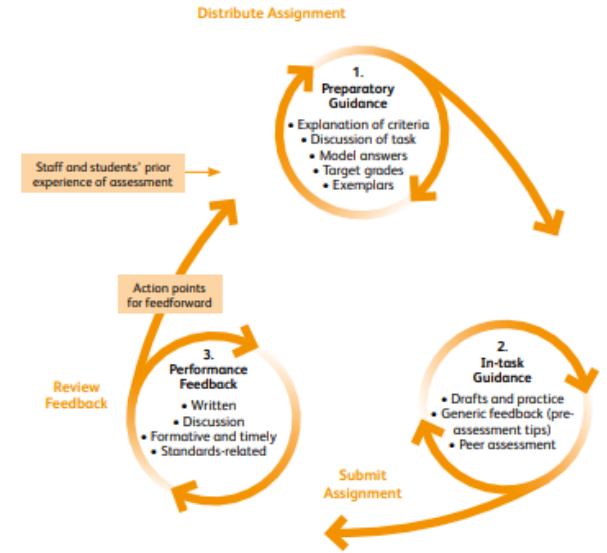 Distribute Assignment
1.
Preparatory
Guidance
• Explanation of criteria
• Discussion of task
• Model answers
• Target grades
• Exemplars
Staff and students' prior
experience of assessment
Action points
for feedforward
2.
In-task
Guidance
• Drafts and practice
• Generic feedback (pre-
assessment tips)
• Peer assessment
3.
Performance
Feedback
• Written
• Discussion
• Formative and timely
• Standards-related
Review
Feedback
Submit
Assignment